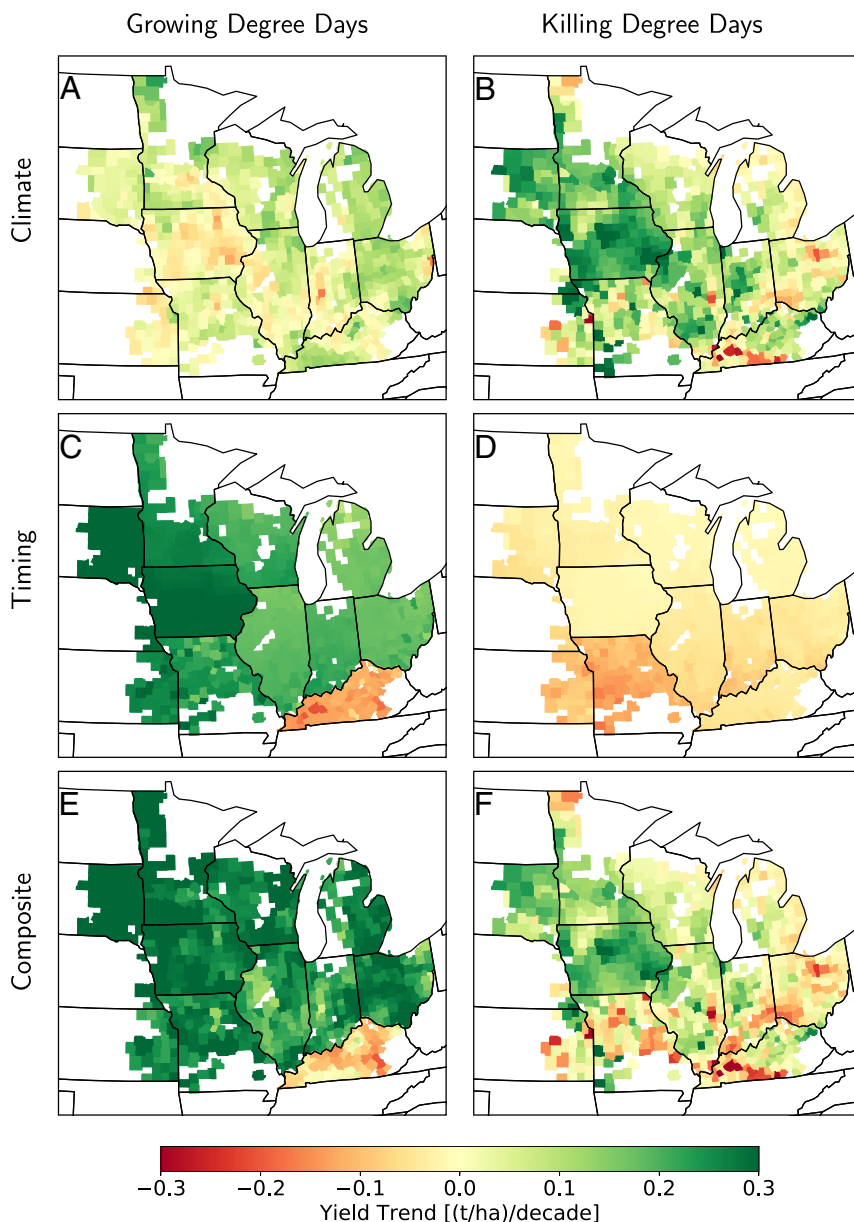 Growing Degree Days
Killing Degree Days
Climate
A
B
Timing
C
D
Composite
E
F
−0.3
−0.2
−0.1
0.0
0.1
0.2
0.3
Yield Trend [(t/ha)/decade]